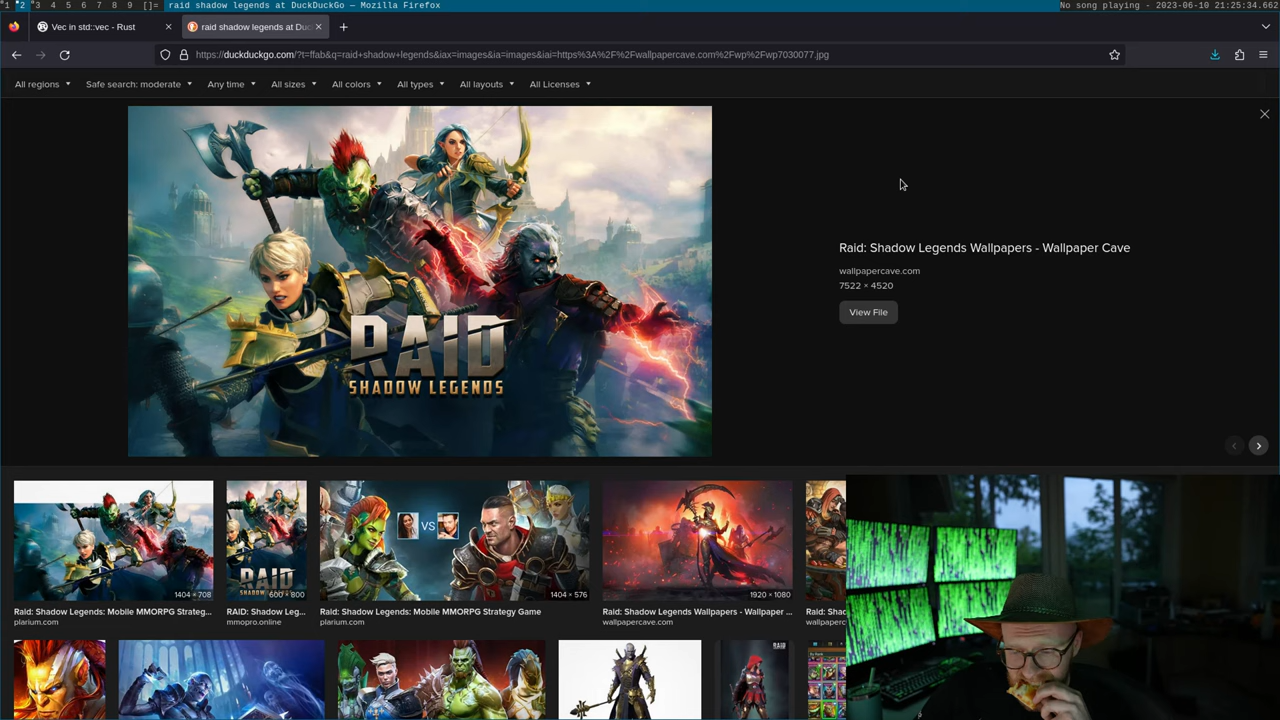 1 2 3 4 5 6 7 8 9 []= raid shadow legends at DuckDuckGo — Mozilla Firefox
No song playing - 2023-06-10 21:25:34.662
Vec in std::vec - Rust
raid shadow legends at Duc
https://duckduckgo.com/?t=ffab&q=raid+shadow+legends&iax=images&ia=images&iai=https%3A%2F%2Fwallpapercave.com%2Fwp%2Fwp7030077.jpg
All regions
Safe search: moderate
Any time
All sizes
All colors
All types
All layouts
All Licenses
RAID
SHADOW LEGENDS
Raid: Shadow Legends Wallpapers - Wallpaper Cave
wallpapercave.com
7522 × 4520
View File
1404 × 708
Raid: Shadow Legends: Mobile MMORPG Strateg...
plarium.com
RAID
600 × 800
RAID: Shadow Leg...
mmopro.online
VS
1404 × 576
Raid: Shadow Legends: Mobile MMORPG Strategy Game
plarium.com
1920 × 1080
Raid: Shadow Legends Wallpapers - Wallpaper ...
wallpapercave.com
Raid: Sha
wallpaperc
RAID